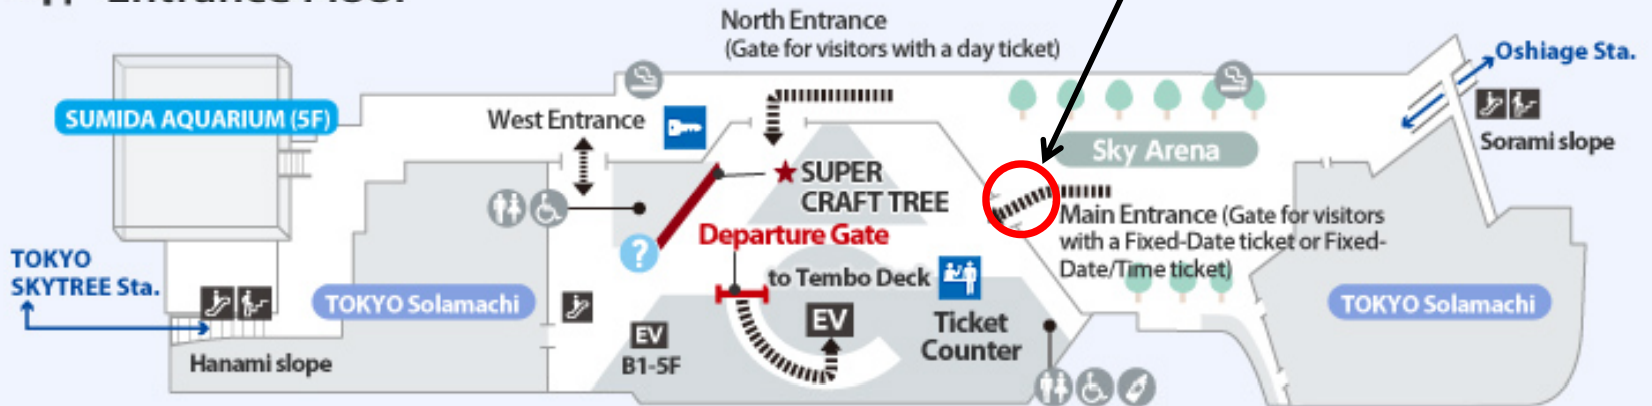 Entrance Floor
North Entrance
(Gate for visitors with a day ticket)
Oshiage Sta.
SUMIDA AQUARIUM (5F)
West Entrance
Sky Arena
Sorami slope
★ SUPER
CRAFT TREE
Main Entrance (Gate for visitors
with a Fixed-Date ticket or Fixed-
Date/Time ticket)
Departure Gate
?
TOKYO
SKYTREE Sta.
to Tembo Deck
TOKYO Solamachi
TOKYO Solamachi
EV
Ticket
Counter
EV
B1-5F
Hanami slope